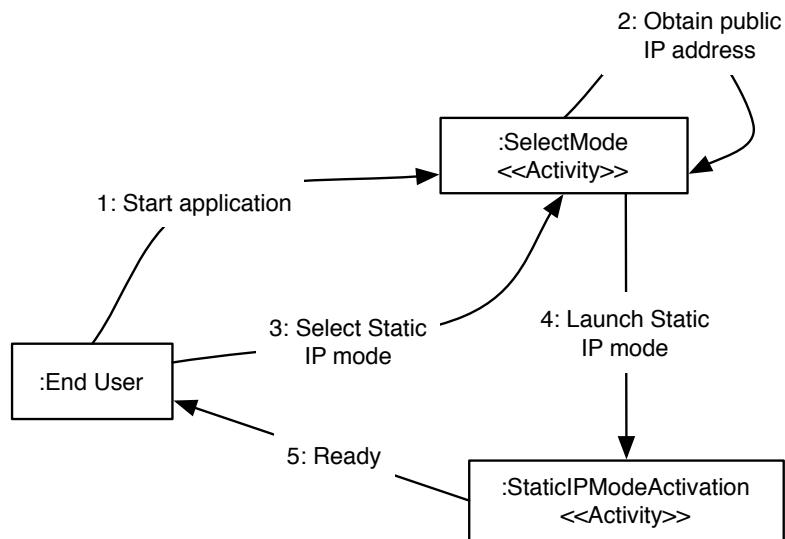 2: Obtain public
IP address
:SelectMode
<<Activity>>
1: Start application
3: Select Static
IP mode
4: Launch Static
IP mode
:End User
5: Ready
:StaticIPModeActivation
<<Activity>>